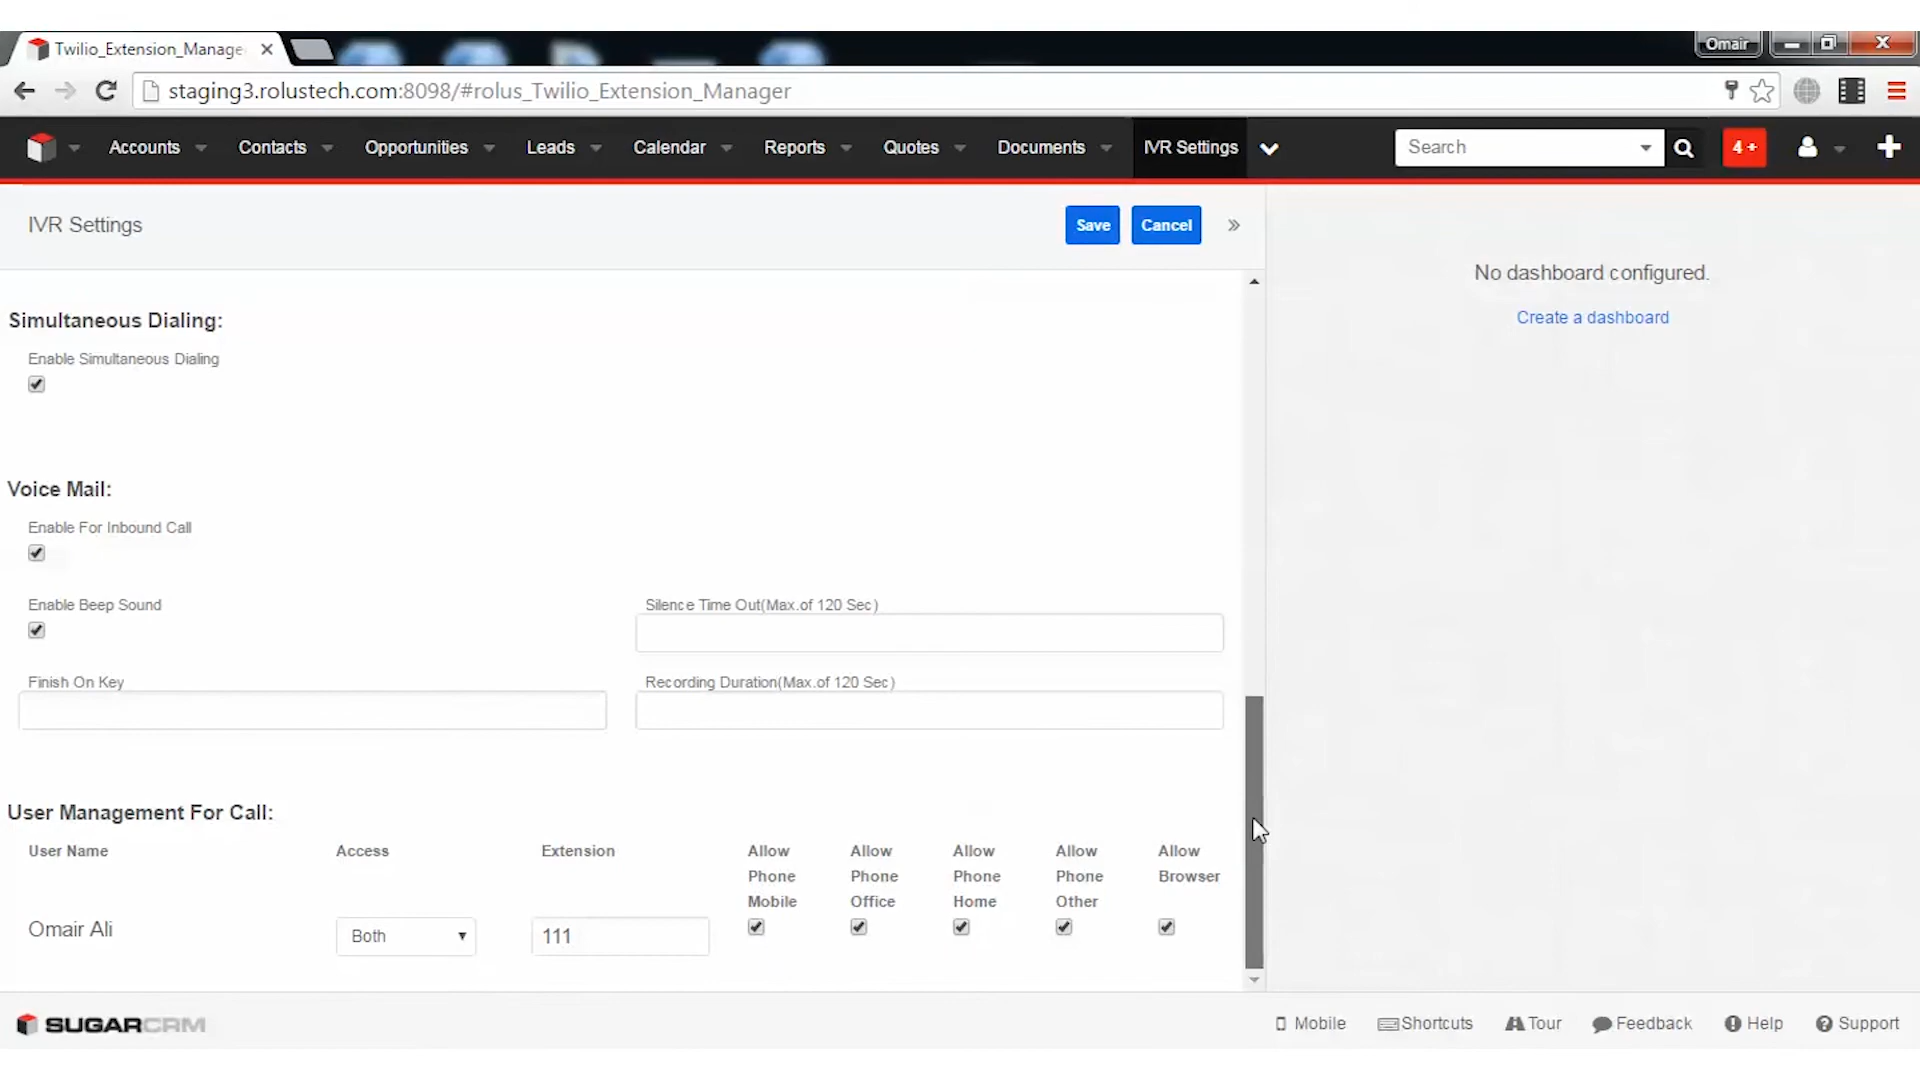 Twilio_Extension_Manage
Omair
staging3.rolustech.com:8098/#rolus_Twilio_Extension_Manager
Accounts Contacts Opportunities Leads Calendar Reports Quotes Documents IVR Settings Search 4 +
IVR Settings Save Cancel »
No dashboard configured.
Create a dashboard
Simultaneous Dialing:
Enable Simultaneous Dialing
Voice Mail:
Enable For Inbound Call
Enable Beep Sound Silence Time Out(Max.of 120 Sec)
Finish On Key Recording Duration(Max.of 120 Sec)
User Management For Call:
User Name Access Extension Allow Allow Allow Allow Allow
Phone Phone Phone Phone Browser
Mobile Office Home Other
Omair Ali Both 111
SUGARCRM Mobile Shortcuts Tour Feedback Help Support